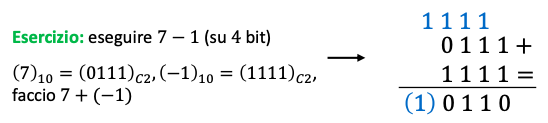 Esercizio: eseguire 7 − 1 (su 4 bit)
(7)₁₀ = (0111)C2, (−1)₁₀ = (1111)C2,
faccio 7 + (−1)
1 1 1 1
0 1 1 1 +
1 1 1 1 =
(1) 0 1 1 0